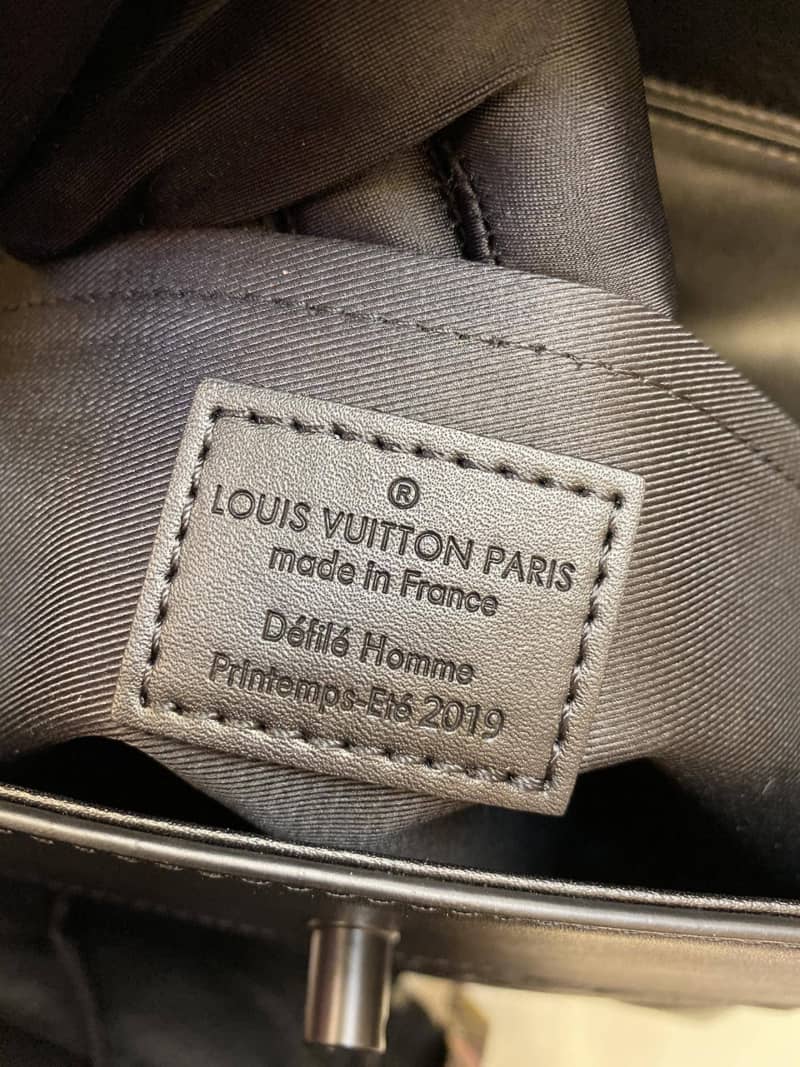 ®
LOUIS VUITTON PARIS
made in France
Défilé Homme
Printemps-Eté 2019